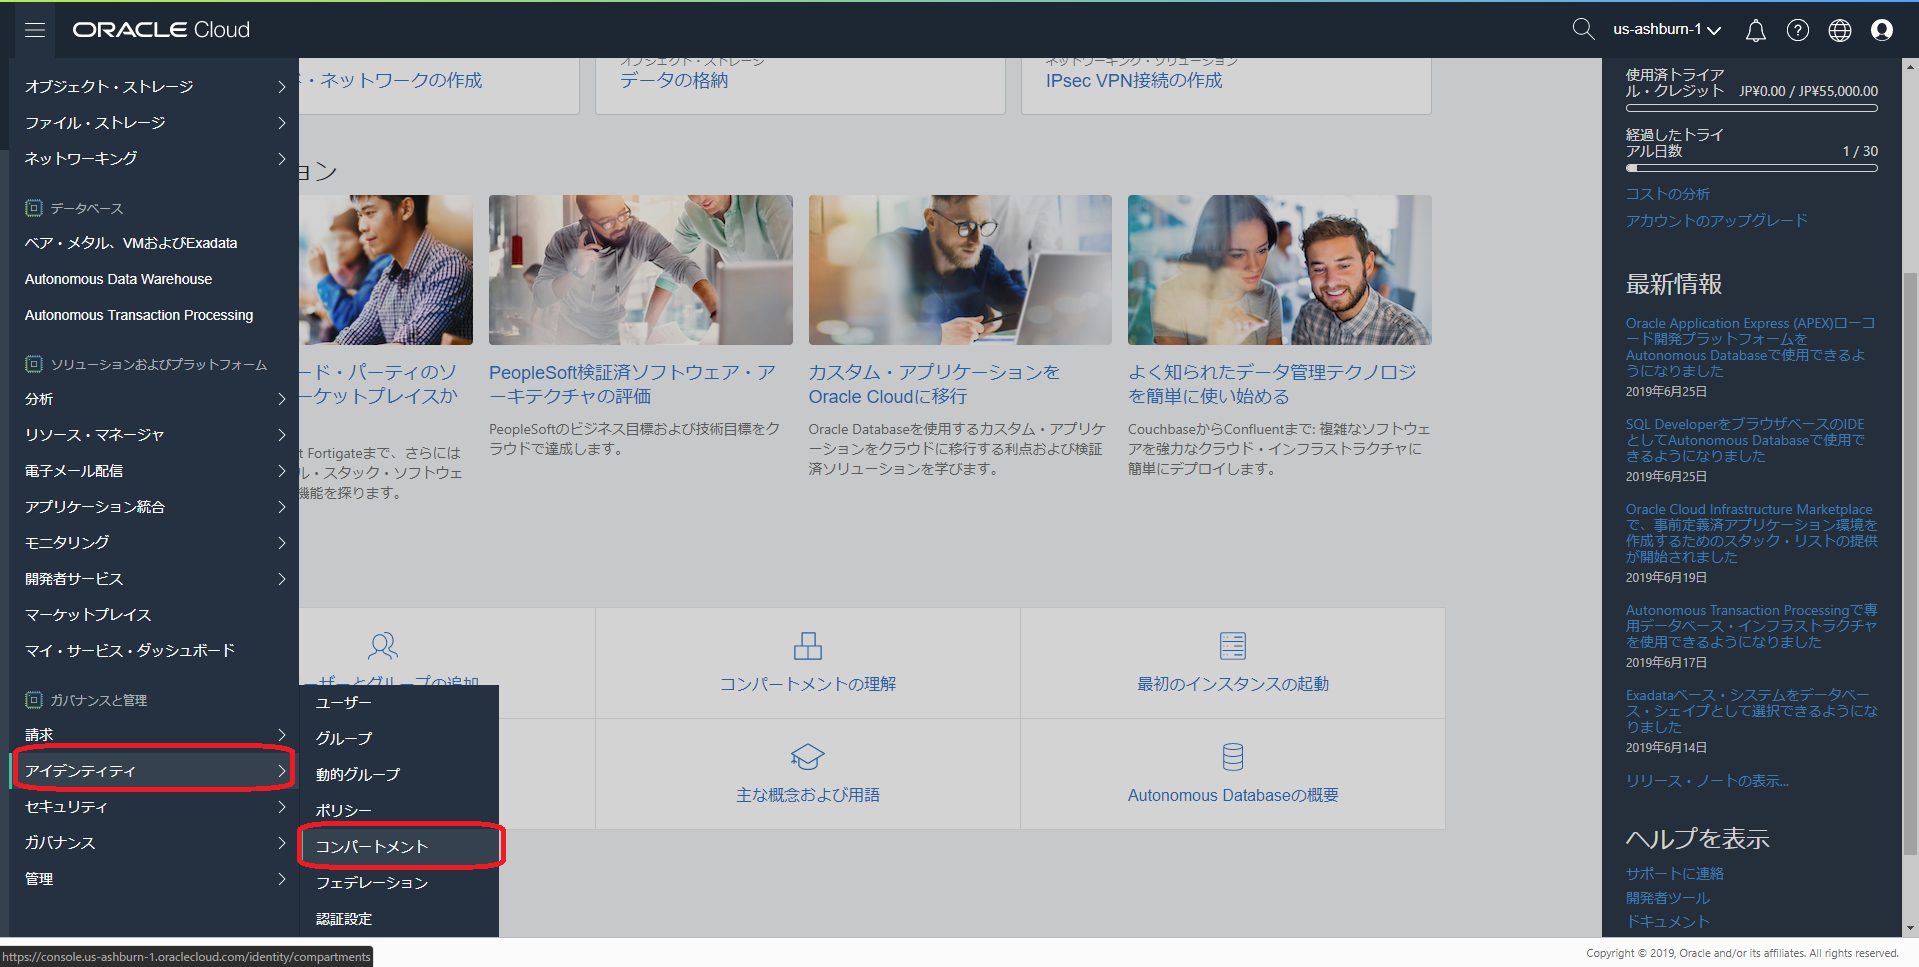 ORACLE Cloud
us-ashburn-1
オブジェクト・ストレージ
ファイル・ストレージ
ネットワーキング
データベース
ベア・メタル、VMおよびExadata
Autonomous Data Warehouse
Autonomous Transaction Processing
ソリューションおよびプラットフォーム
分析
リソース・マネージャ
電子メール配信
アプリケーション統合
モニタリング
開発者サービス
マーケットプレイス
マイ・サービス・ダッシュボード
ガバナンスと管理
請求
アイデンティティ
セキュリティ
ガバナンス
管理
ユーザー
グループ
動的グループ
ポリシー
コンパートメント
フェデレーション
認証設定
・ネットワークの作成
オブジェクト・ストレージ
データの格納
ネットワーキング・ソリューション
IPsec VPN接続の作成
ョン
ード・パーティのソ
ーケットプレイスか
t Fortigateまで、さらには
ル・スタック・ソフトウェ
機能を探ります。
PeopleSoft検証済ソフトウェア・ア
ーキテクチャの評価
PeopleSoftのビジネス目標および技術目標をク
ラウドで達成します。
カスタム・アプリケーションを
Oracle Cloudに移行
Oracle Databaseを使用するカスタム・アプリケ
ーションをクラウドに移行する利点および検証
済ソリューションを学びます。
よく知られたデータ管理テクノロジ
を簡単に使い始める
CouchbaseからConfluentまで: 複雑なソフトウェ
アを強力なクラウド・インフラストラクチャに
簡単にデプロイします。
ーザーとグループの追加
コンパートメントの理解
最初のインスタンスの起動
主な概念および用語
Autonomous Databaseの概要
使用済トライア
ル・クレジット JP¥0.00 / JP¥55,000.00
経過したトライ
アル日数 1 / 30
コストの分析
アカウントのアップグレード
最新情報
Oracle Application Express (APEX)ローコ
ード開発プラットフォームを
Autonomous Databaseで使用できるよ
うになりました
2019年6月25日
SQL DeveloperをブラウザベースのIDE
としてAutonomous Databaseで使用で
きるようになりました
2019年6月25日
Oracle Cloud Infrastructure Marketplace
で、事前定義済アプリケーション環境を
作成するためのスタック・リストの提供
が開始されました
2019年6月19日
Autonomous Transaction Processingで専
用データベース・インフラストラクチャ
を使用できるようになりました
2019年6月17日
Exadataベース・システムをデータベー
ス・シェイプとして選択できるようにな
りました
2019年6月14日
リリース・ノートの表示...
ヘルプを表示
サポートに連絡
開発者ツール
ドキュメント
https://console.us-ashburn-1.oraclecloud.com/identity/compartments
Copyright © 2019, Oracle and/or its affiliates. All rights reserved.